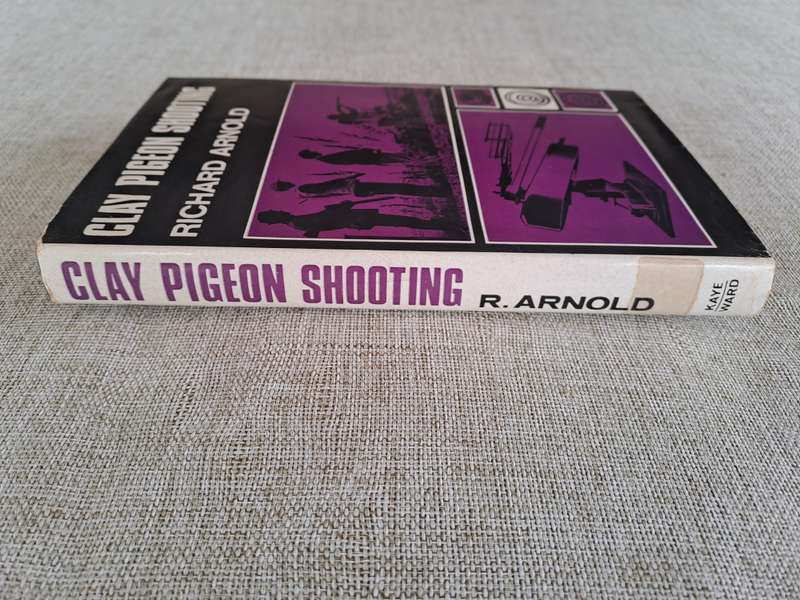 CLAY PIGEON SHOOTING
RICHARD ARNOLD
CLAY PIGEON SHOOTING R. ARNOLD KAYE
WARD